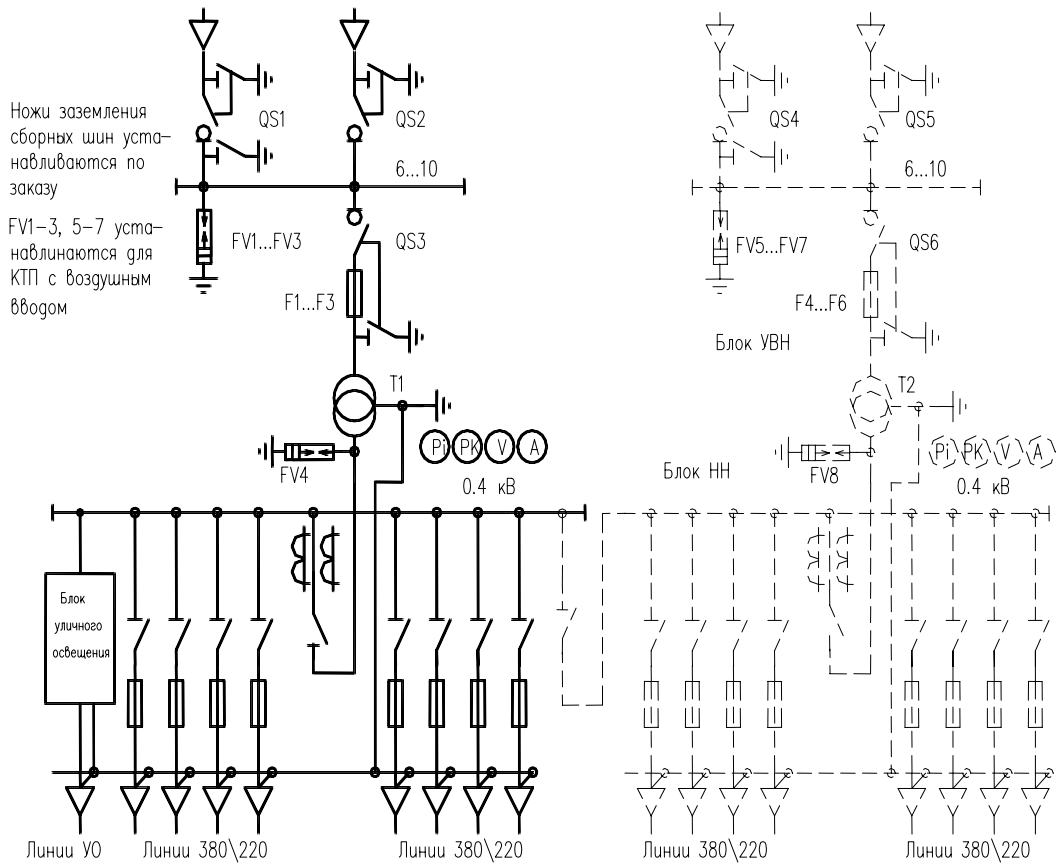 QS1
QS2
QS4
QS5
Ножи заземления
сборных шин уста-
навливаются по
заказу
6...10
6...10
FV1-3, 5-7 уста-
навлинаются для
КТП с воздушным
вводом
FV1...FV3
QS3
FV5...FV7
QS6
F1...F3
F4...F6
Блок УВН
T1
T2
Pi
PK
V
A
Pi
PK
V
A
FV4
0.4 кВ
Блок НН
FV8
0.4 кВ
Блок
уличного
освещения
Линии УО
Линии 380\220
Линии 380\220
Линии 380\220
Линии 380\220